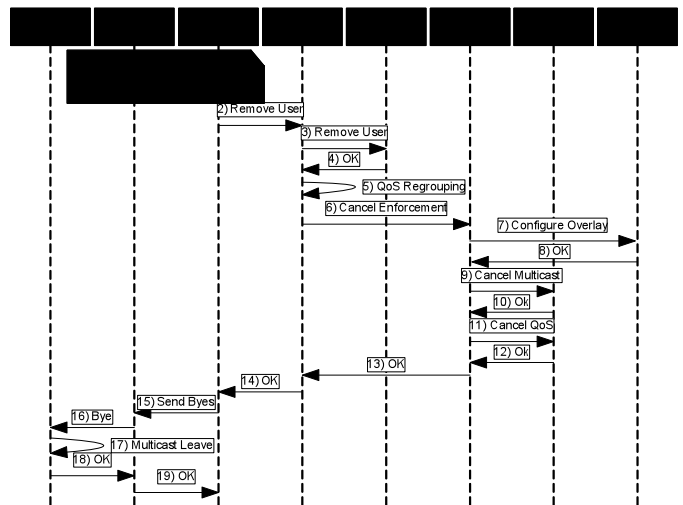 2) Remove User
3) Remove User
4) OK
5) QoS Regrouping
6) Cancel Enforcement
7) Configure Overlay
8) OK
9) Cancel Multicast
10) Ok
11) Cancel QoS
12) Ok
13) OK
14) OK
15) Send Byes
16) Bye
17) Multicast Leave
18) OK
19) OK